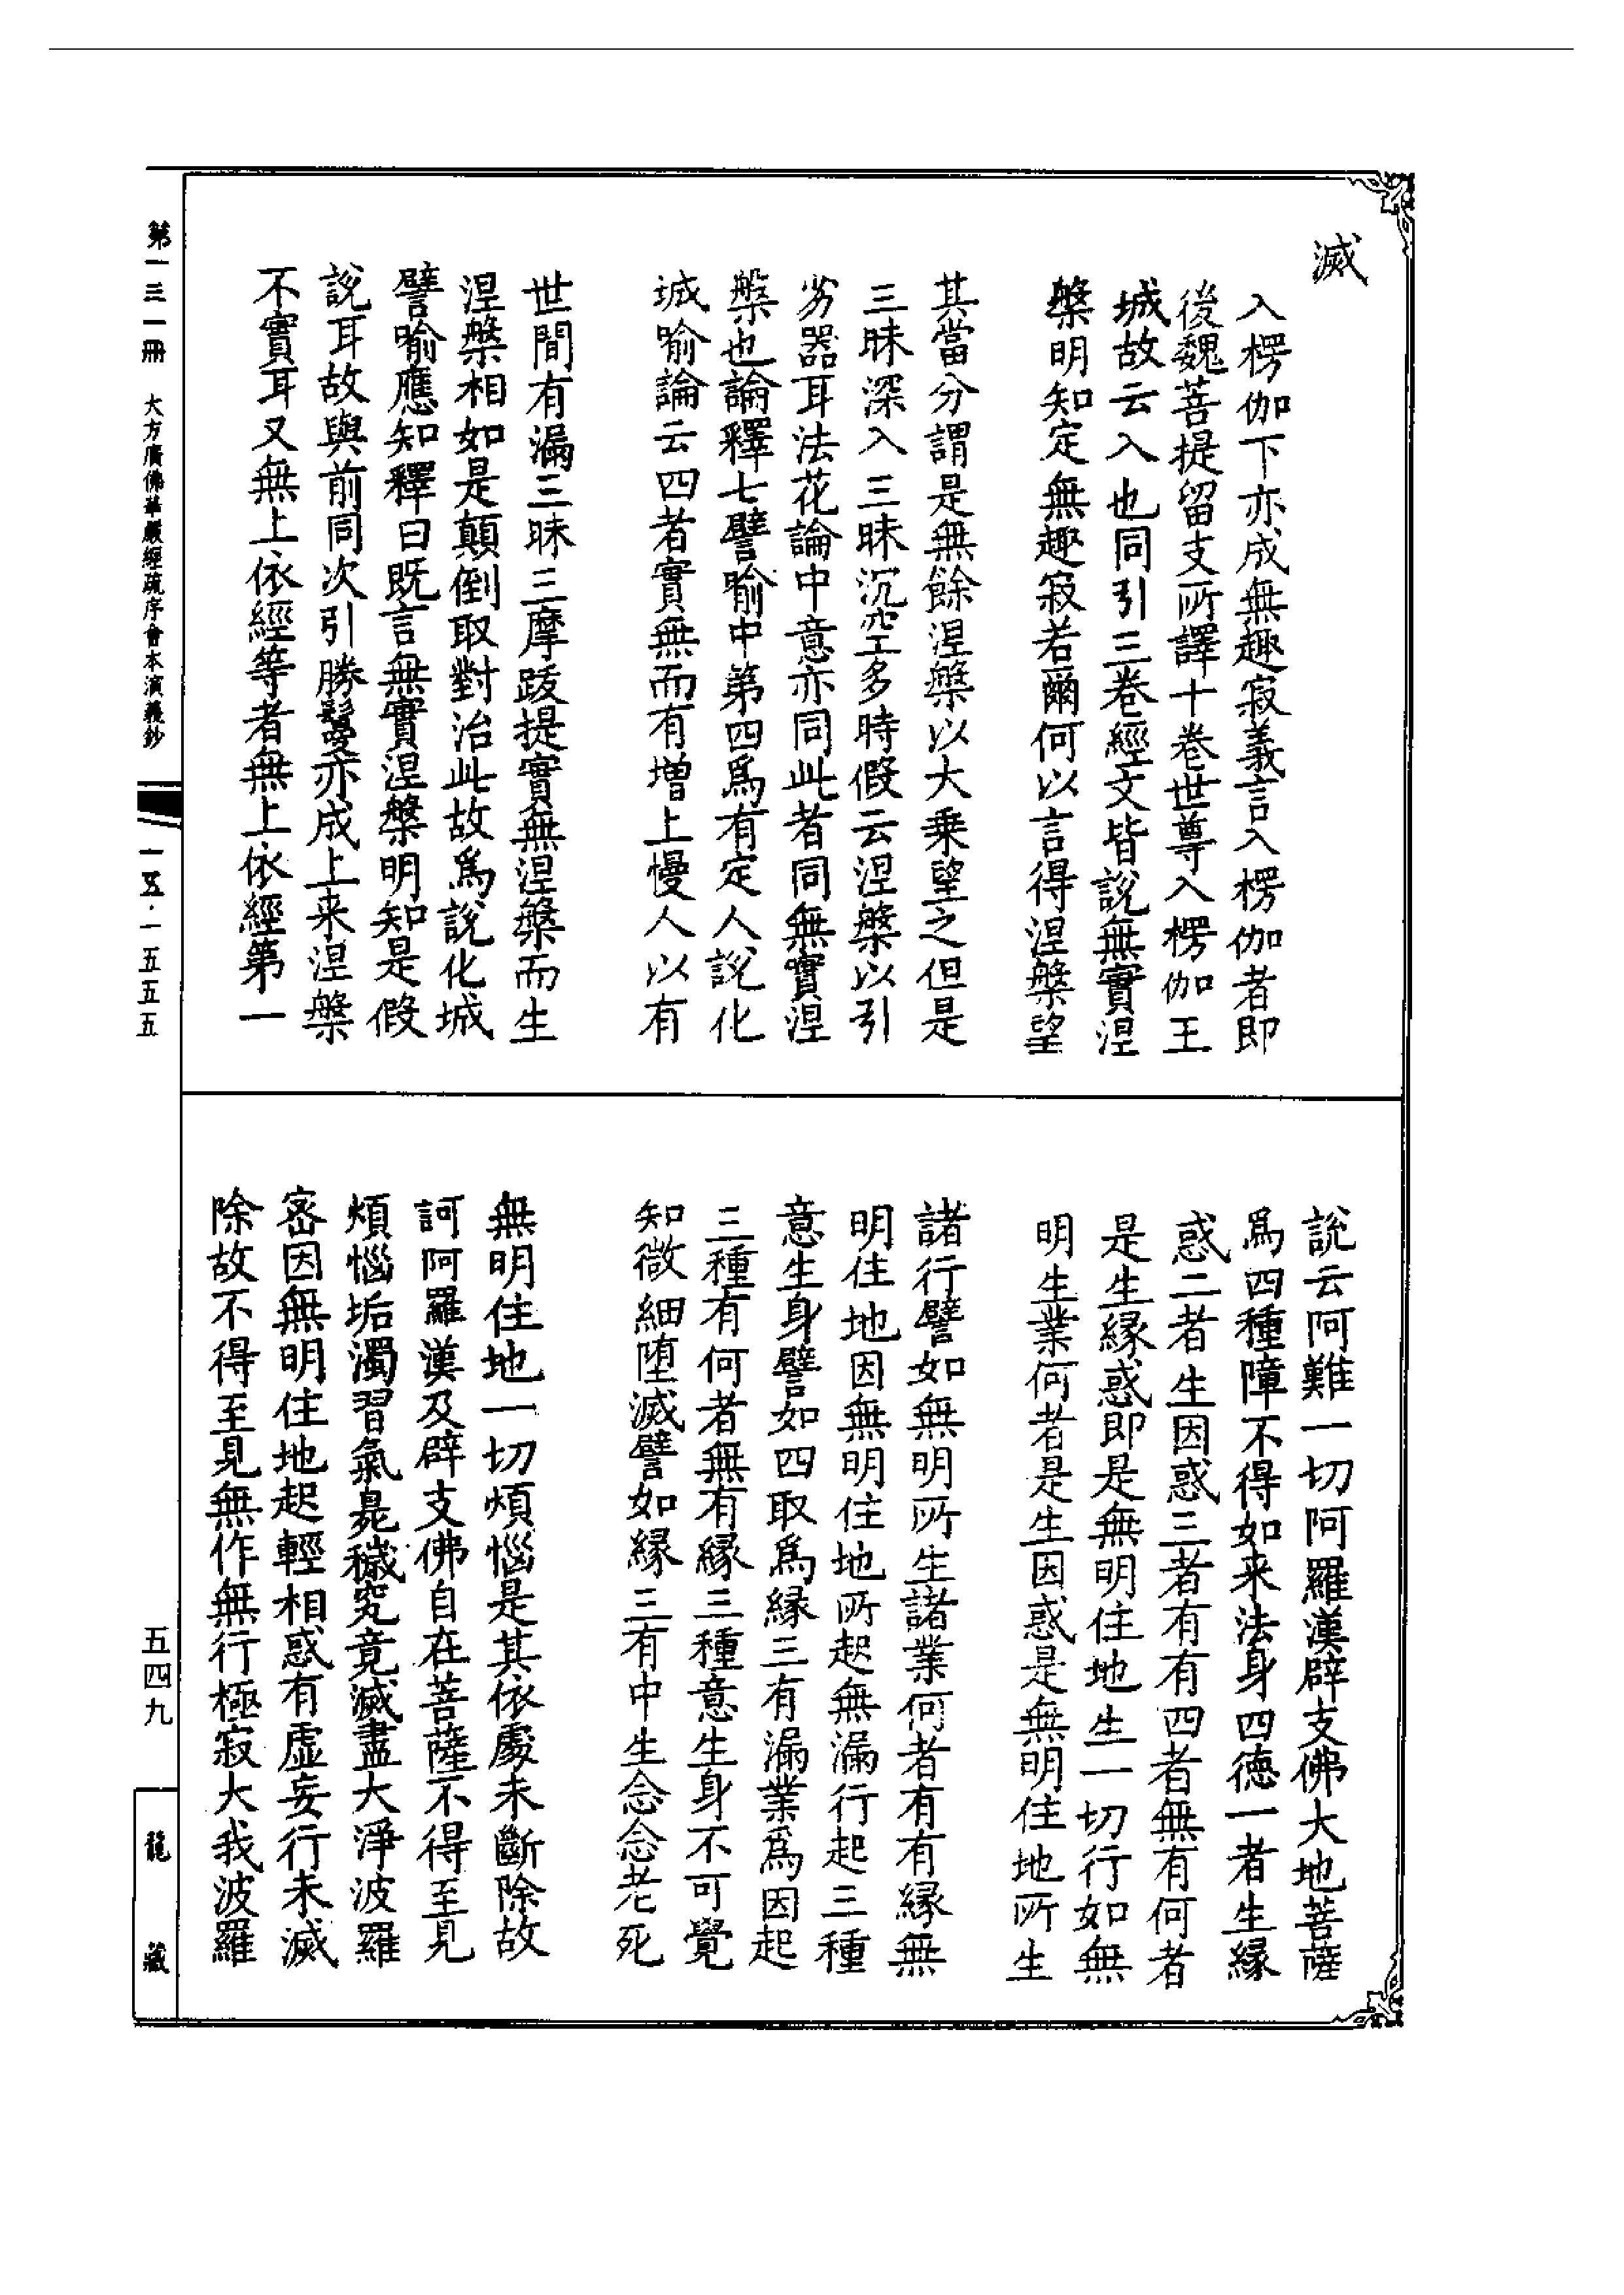 滅
入楞伽下亦成無趣寂義言入楞伽者即
後魏菩提留支所譯十卷世尊入楞伽王
城故云入也同引三卷經文皆說無實涅
槃明知定無趣寂若爾何以言得涅槃望
其當分謂是無餘涅槃以大乗望之但是
三昧深入三昧沉空多時假云涅槃以引
劣器耳法花論中意亦同此者同無實涅
槃也論釋七譬喻中第四爲有定人說化
城喻論云四者實無而有增上慢人以有
世間有漏三昧三摩跋提實無涅槃而生
涅槃相如是顛倒取對治此故爲說化城
譬喻應知釋曰既言無實涅槃明知是假
說耳故與前同次引勝鬘亦成上来涅槃
不實耳又無上依經等者無上依經第一
說云阿難一切阿羅漢辟支佛大地菩薩
爲四種障不得如来法身四德一者生緣
惑二者生因惑三者有有四者無有何者
是生緣惑即是無明住地生一切行如無
明生業何者是生因惑是無明住地所生
諸行譬如無明所生諸業何者有有緣無
明住地因無明住地所起無漏行起三種
意生身譬如四取爲緣三有漏業爲因起
三種有何者無有緣三種意生身不可覺
知微細墮滅譬如緣三有中生念念老死
無明住地一切煩惱是其依處未斷除故
訶阿羅漢及辟支佛自在菩薩不得至見
煩惱垢濁習氣臭穢究竟滅盡大淨波羅
宻因無明住地起輕相惑有虛妄行未滅
除故不得至見無作無行極寂大我波羅
第一三一冊　大方廣佛華嚴經疏序會本演義鈔
一五·一五五五
五四九
龍藏